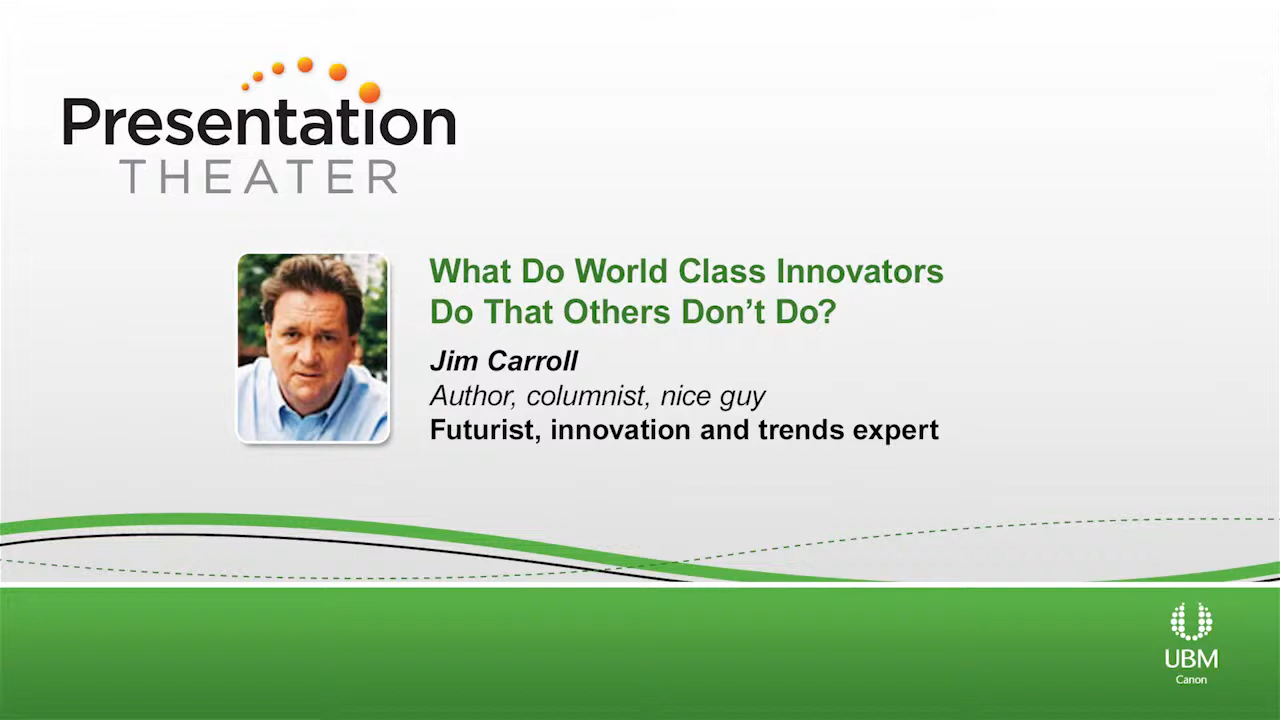 Presentation
THEATER
What Do World Class Innovators
Do That Others Don't Do?
Jim Carroll
Author, columnist, nice guy
Futurist, innovation and trends expert
UBM
Canon